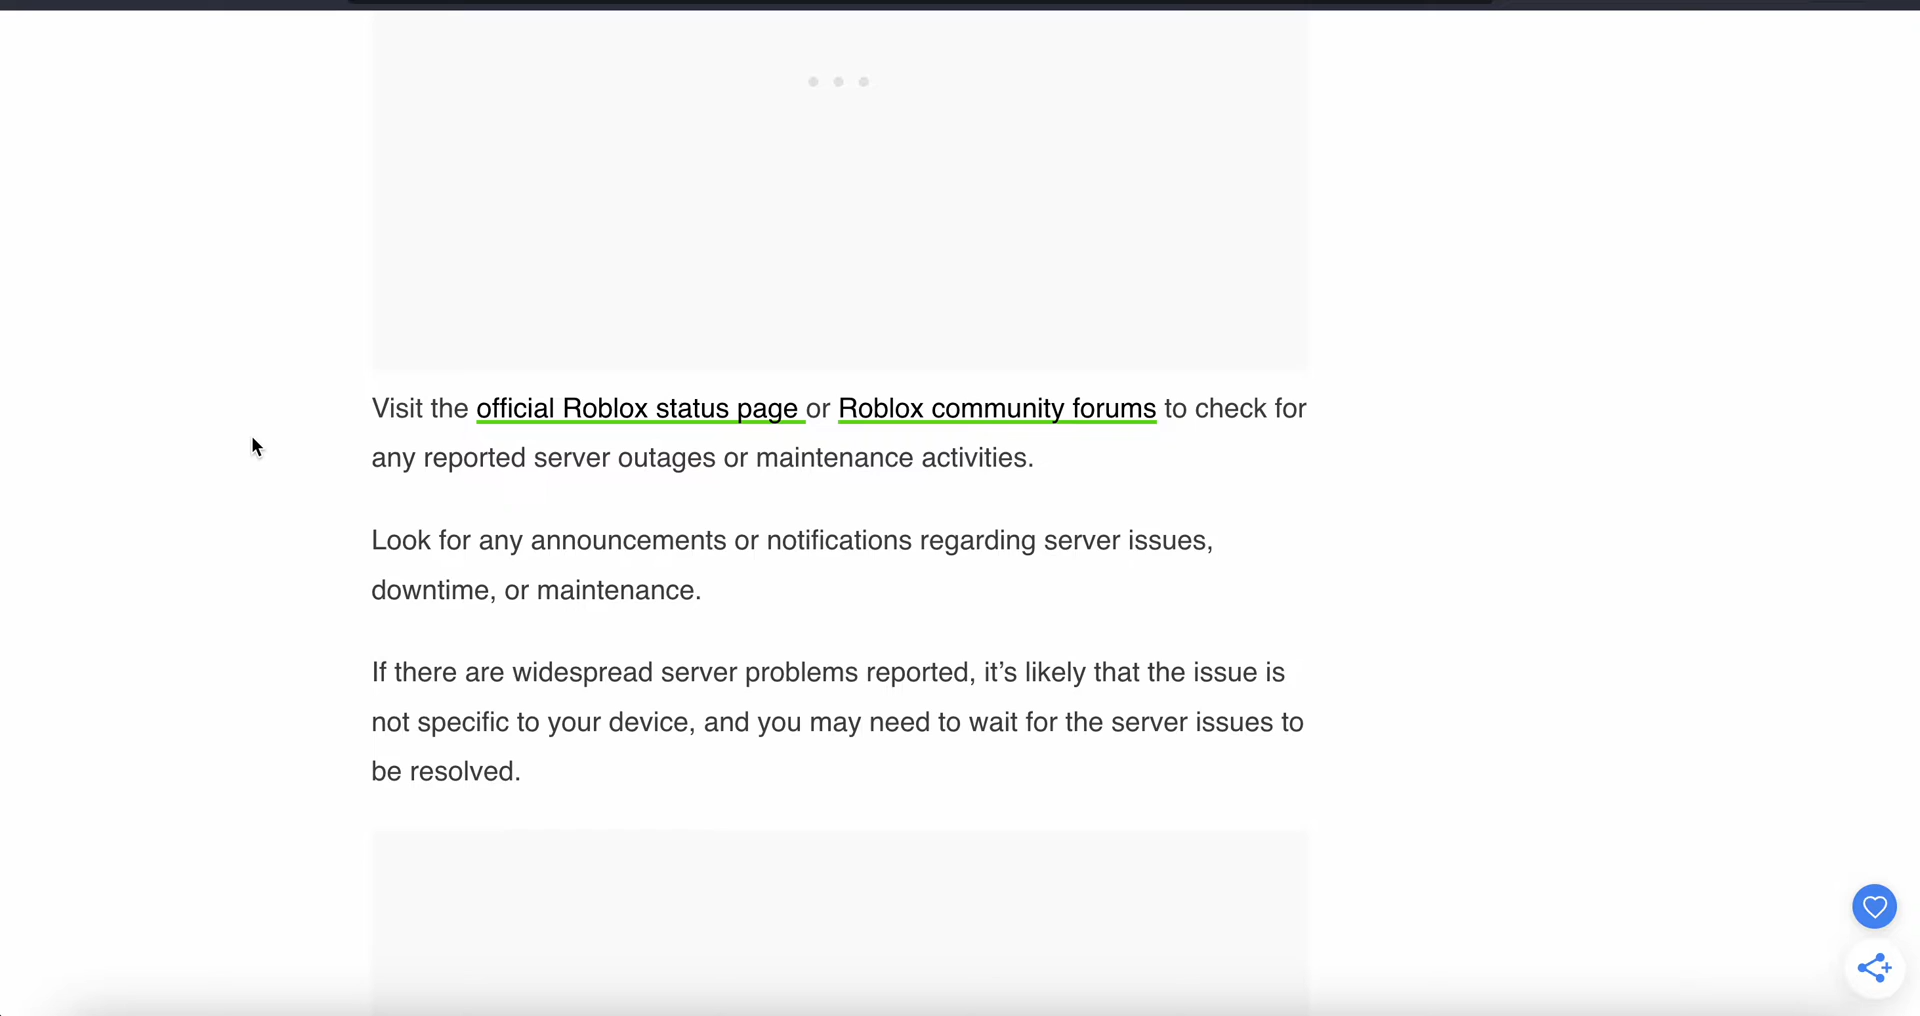 Visit the official Roblox status page or Roblox community forums to check for
any reported server outages or maintenance activities.
Look for any announcements or notifications regarding server issues,
downtime, or maintenance.
If there are widespread server problems reported, it’s likely that the issue is
not specific to your device, and you may need to wait for the server issues to
be resolved.